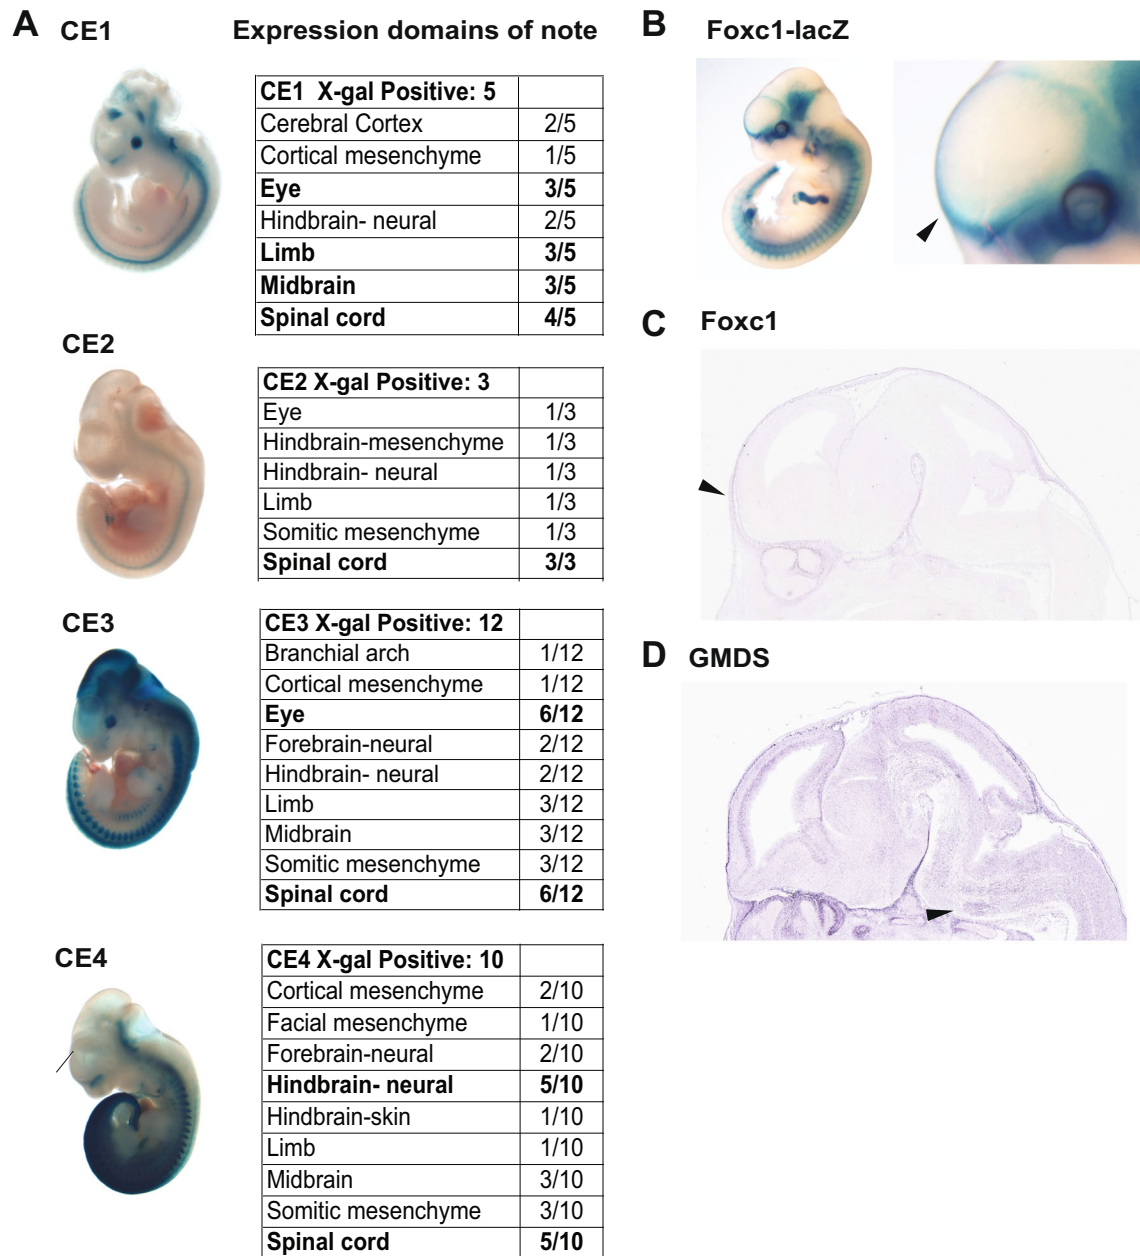 A
CE1
Expression domains of note
CE1 X-gal Positive: 5
Cerebral Cortex 2/5
Cortical mesenchyme 1/5
Eye 3/5
Hindbrain- neural 2/5
Limb 3/5
Midbrain 3/5
Spinal cord 4/5
CE2
CE2 X-gal Positive: 3
Eye 1/3
Hindbrain-mesenchyme 1/3
Hindbrain- neural 1/3
Limb 1/3
Somitic mesenchyme 1/3
Spinal cord 3/3
CE3
CE3 X-gal Positive: 12
Branchial arch 1/12
Cortical mesenchyme 1/12
Eye 6/12
Forebrain-neural 2/12
Hindbrain- neural 2/12
Limb 3/12
Midbrain 3/12
Somitic mesenchyme 3/12
Spinal cord 6/12
CE4
CE4 X-gal Positive: 10
Cortical mesenchyme 2/10
Facial mesenchyme 1/10
Forebrain-neural 2/10
Hindbrain- neural 5/10
Hindbrain-skin 1/10
Limb 1/10
Midbrain 3/10
Somitic mesenchyme 3/10
Spinal cord 5/10
B
Foxc1-lacZ
C
Foxc1
D
GMDS